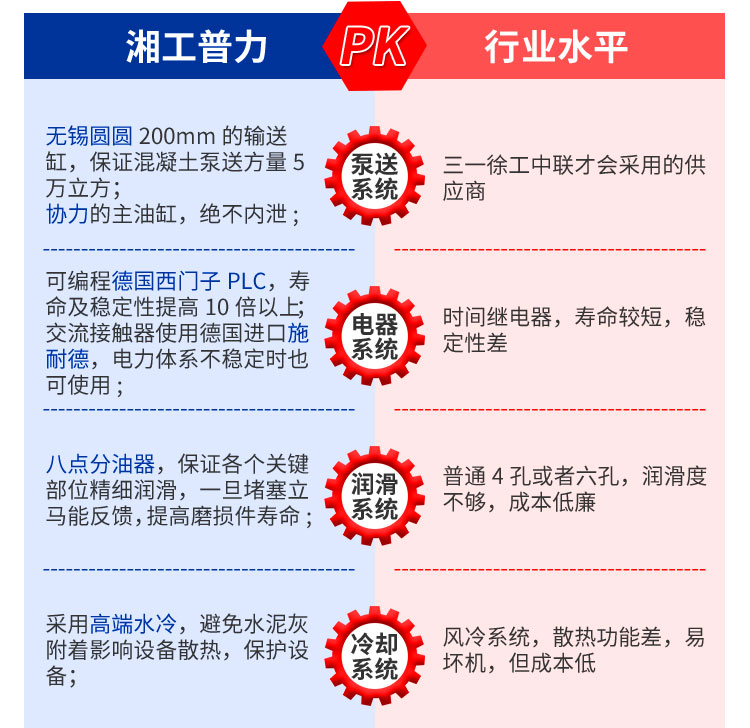 湘工普力
PK
行业水平
无锡圆圆 200mm 的输送
缸，保证混凝土泵送方量 5
万立方；
协力的主油缸，绝不内泄；
泵送
系统
三一徐工中联才会采用的供
应商
可编程德国西门子 PLC，寿
命及稳定性提高 10 倍以上；
交流接触器使用德国进口施
耐德，电力体系不稳定时也
可使用；
电器
系统
时间继电器，寿命较短，稳
定性差
八点分油器，保证各个关键
部位精细润滑，一旦堵塞立
马能反馈，提高磨损件寿命；
润滑
系统
普通 4 孔或者六孔，润滑度
不够，成本低廉
采用高端水冷，避免水泥灰
附着影响设备散热，保护设
备；
冷却
系统
风冷系统，散热功能差，易
坏机，但成本低